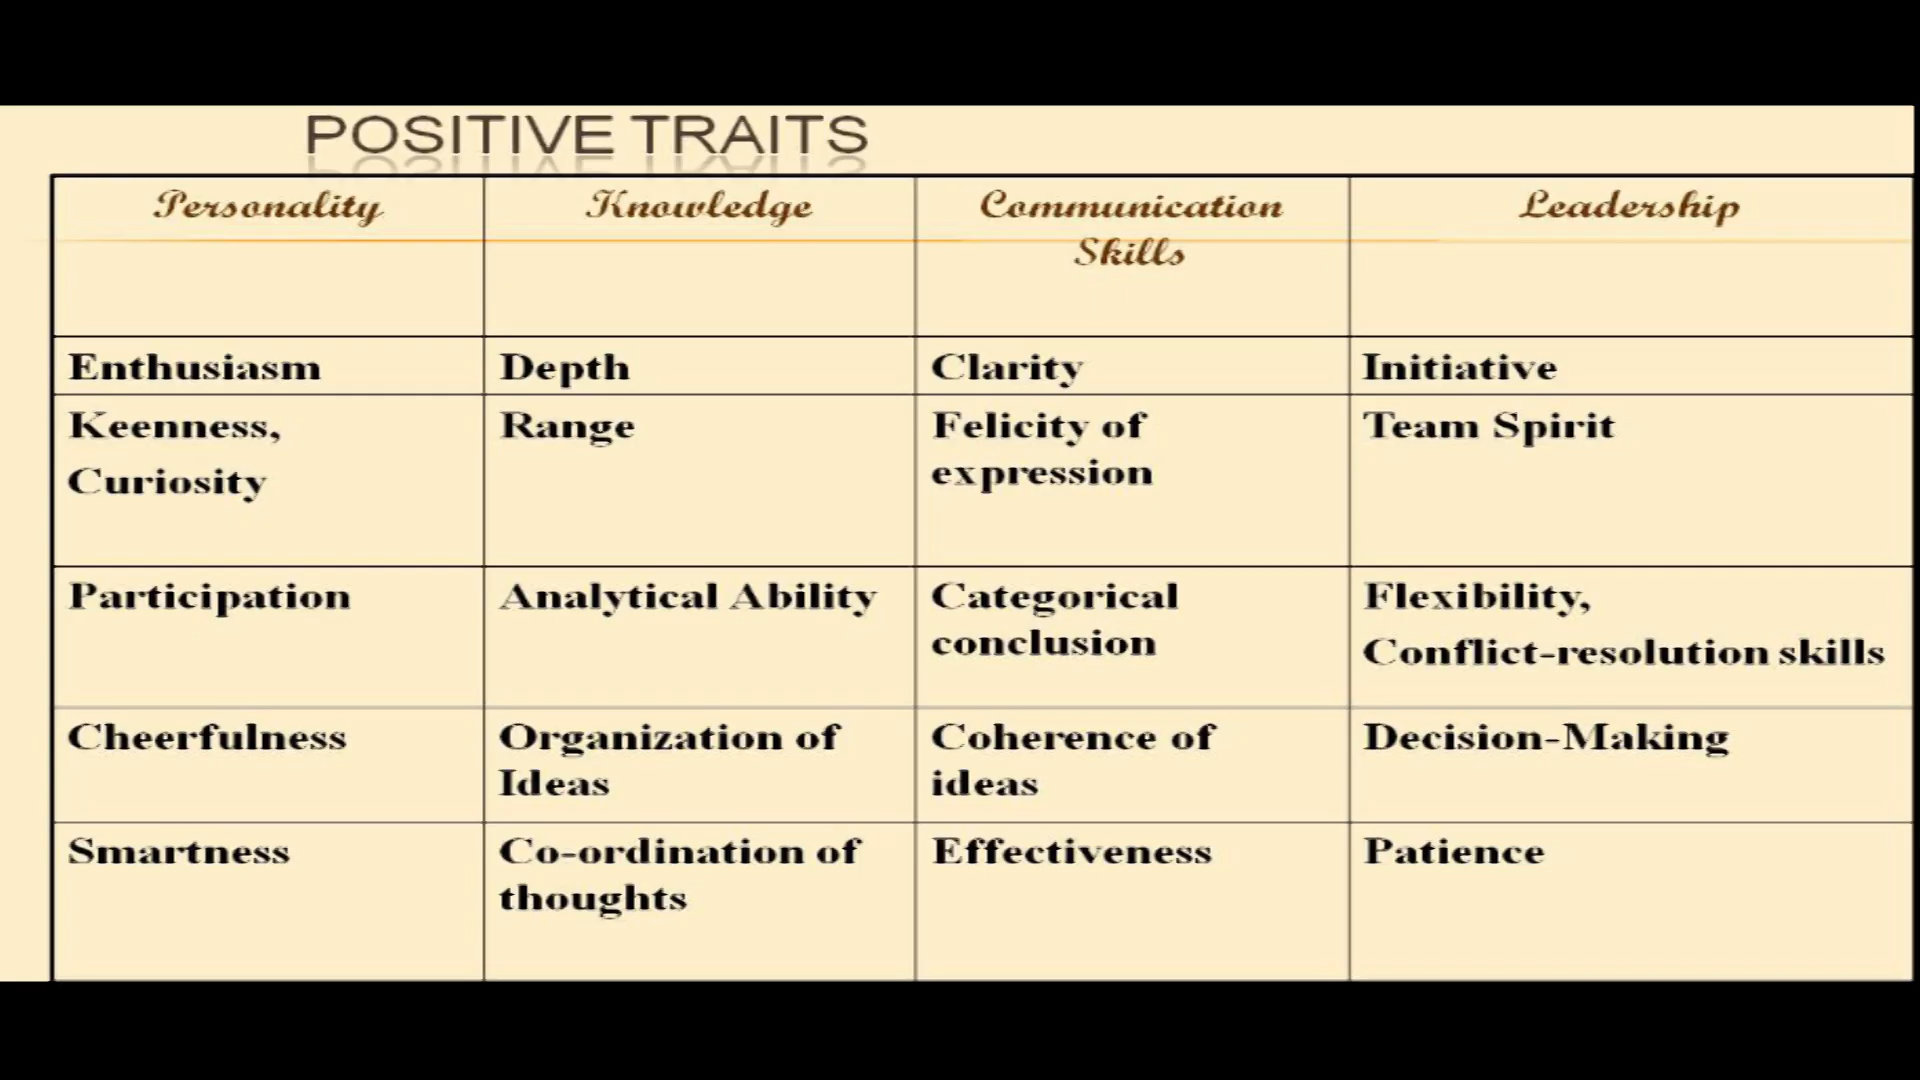 POSITIVE TRAITS
Personality
Knowledge
Communication
Skills
Leadership
Enthusiasm
Depth
Clarity
Initiative
Keenness,
Curiosity
Range
Felicity of
expression
Team Spirit
Participation
Analytical Ability
Categorical
conclusion
Flexibility,
Conflict-resolution skills
Cheerfulness
Organization of
Ideas
Coherence of
ideas
Decision-Making
Smartness
Co-ordination of
thoughts
Effectiveness
Patience